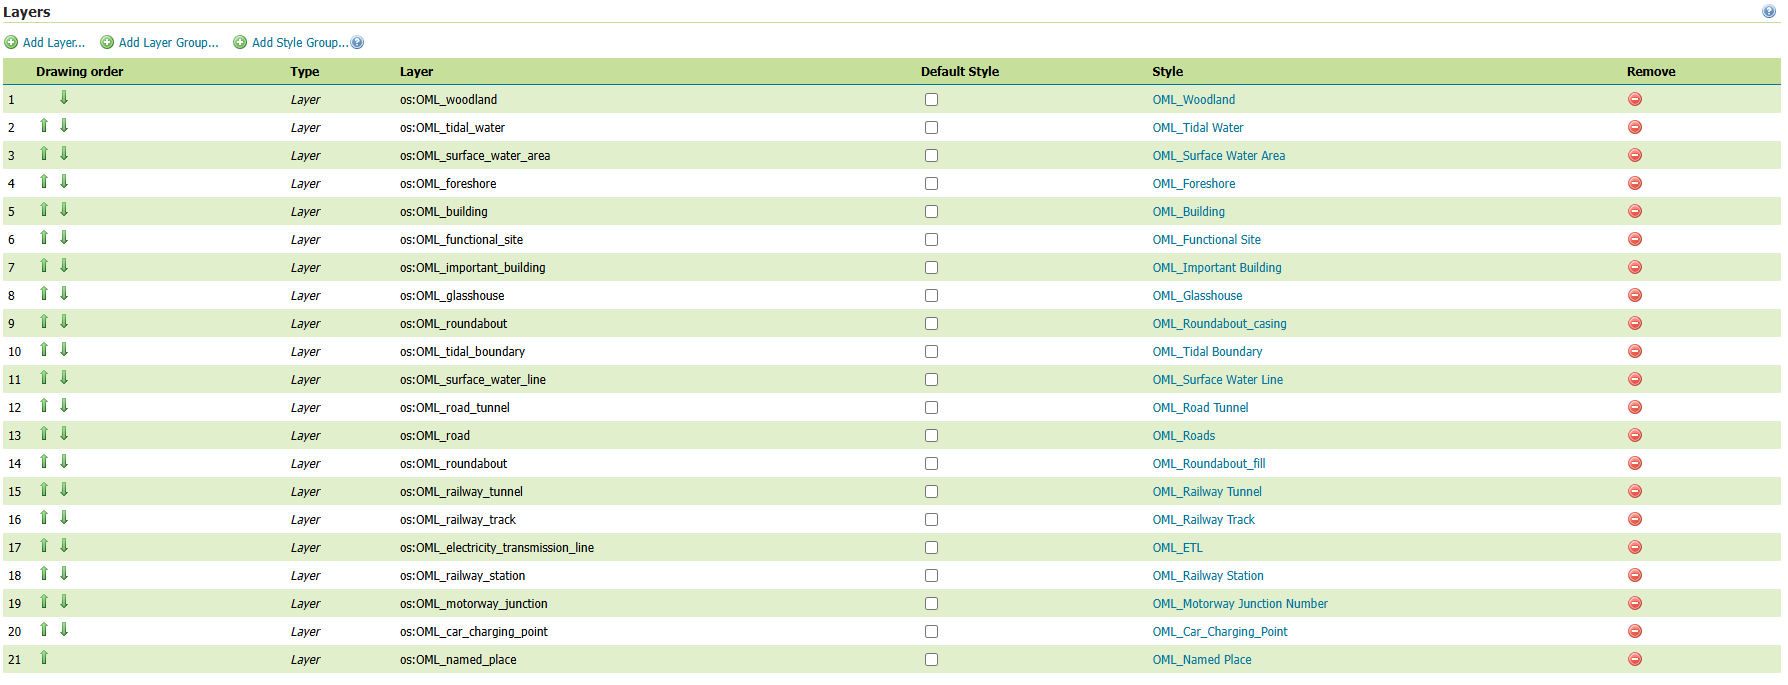 Layers
Add Layer... Add Layer Group... Add Style Group...
Drawing order Type Layer Default Style Style Remove
1 Layer os:OML_woodland OML_Woodland
2 Layer os:OML_tidal_water OML_Tidal Water
3 Layer os:OML_surface_water_area OML_Surface Water Area
4 Layer os:OML_foreshore OML_Foreshore
5 Layer os:OML_building OML_Building
6 Layer os:OML_functional_site OML_Functional Site
7 Layer os:OML_important_building OML_Important Building
8 Layer os:OML_glasshouse OML_Glasshouse
9 Layer os:OML_roundabout OML_Roundabout_casing
10 Layer os:OML_tidal_boundary OML_Tidal Boundary
11 Layer os:OML_surface_water_line OML_Surface Water Line
12 Layer os:OML_road_tunnel OML_Road Tunnel
13 Layer os:OML_road OML_Roads
14 Layer os:OML_roundabout OML_Roundabout_fill
15 Layer os:OML_railway_tunnel OML_Railway Tunnel
16 Layer os:OML_railway_track OML_Railway Track
17 Layer os:OML_electricity_transmission_line OML_ETL
18 Layer os:OML_railway_station OML_Railway Station
19 Layer os:OML_motorway_junction OML_Motorway Junction Number
20 Layer os:OML_car_charging_point OML_Car_Charging_Point
21 Layer os:OML_named_place OML_Named Place